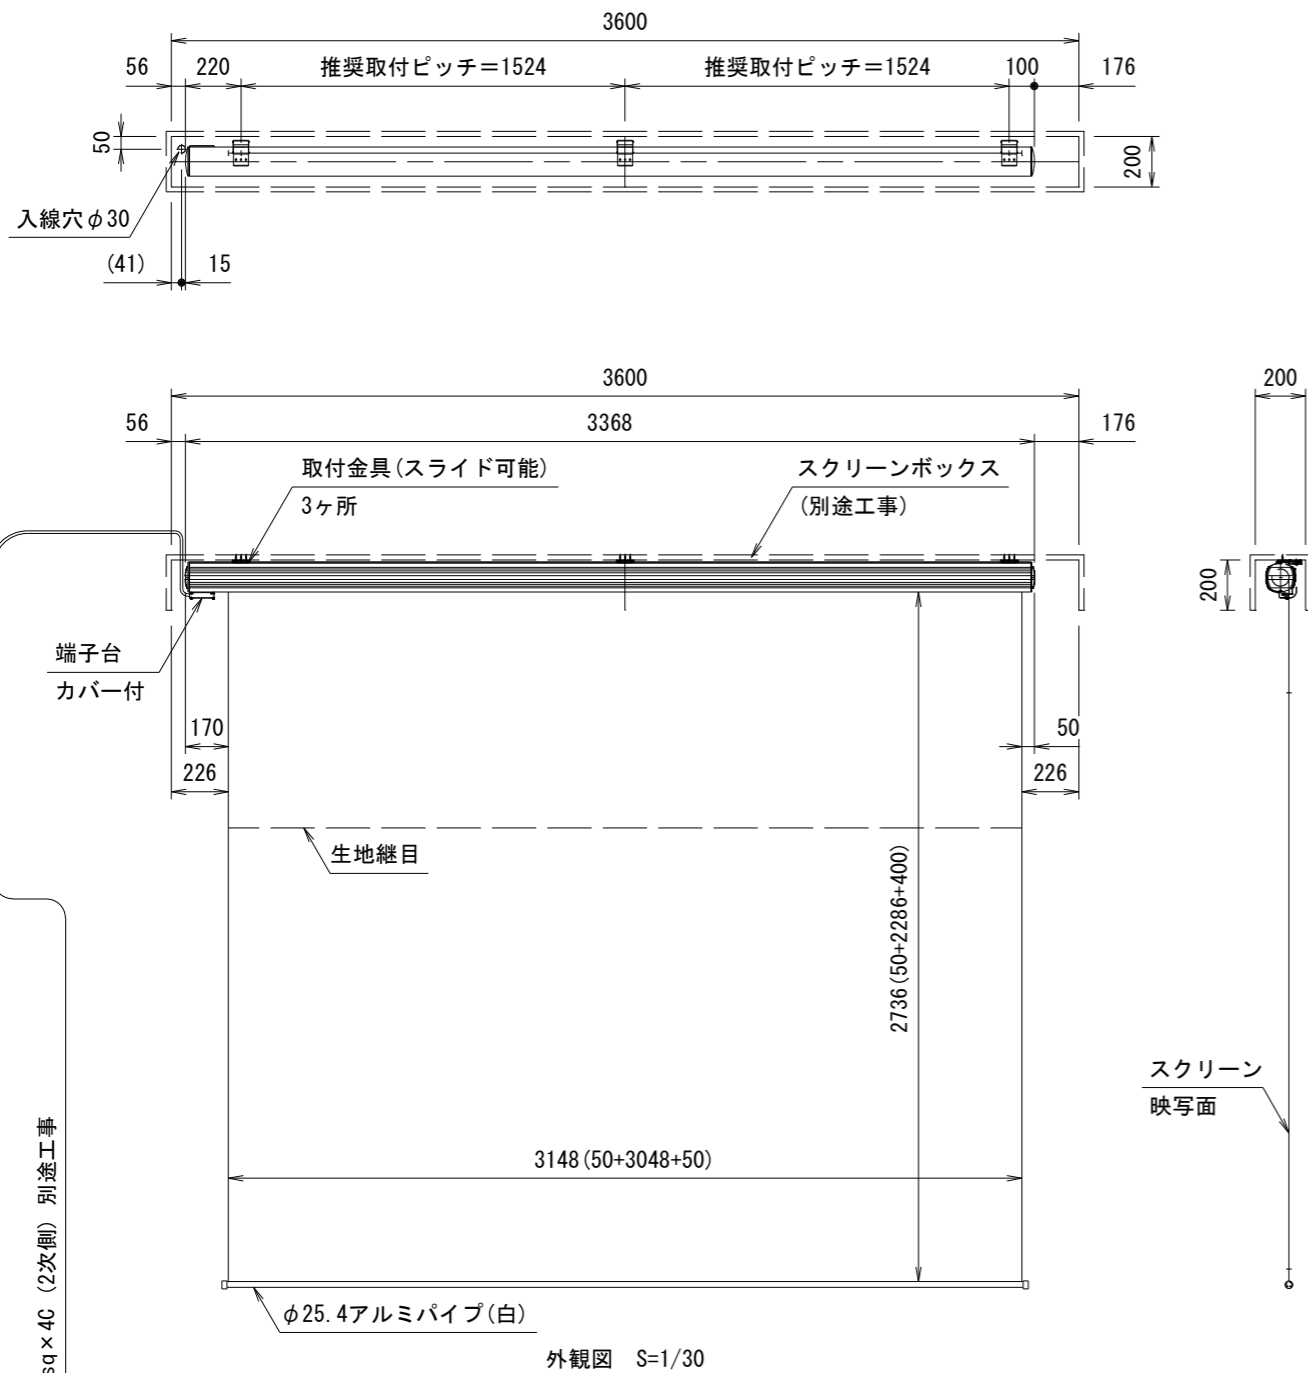 3600
56
220
推奨取付ピッチ=1524
推奨取付ピッチ=1524
100
176
50
200
入線穴φ30
(41)
15
3600
200
56
3368
176
取付金具(スライド可能)
3ヶ所
スクリーンボックス
(別途工事)
200
端子台
カバー付
170
50
226
226
生地継目
2736(50+2286+400)
スクリーン
映写面
3148(50+3048+50)
sq×4C (2次側) 別途工事
φ25.4アルミパイプ(白)
外観図 S=1/30